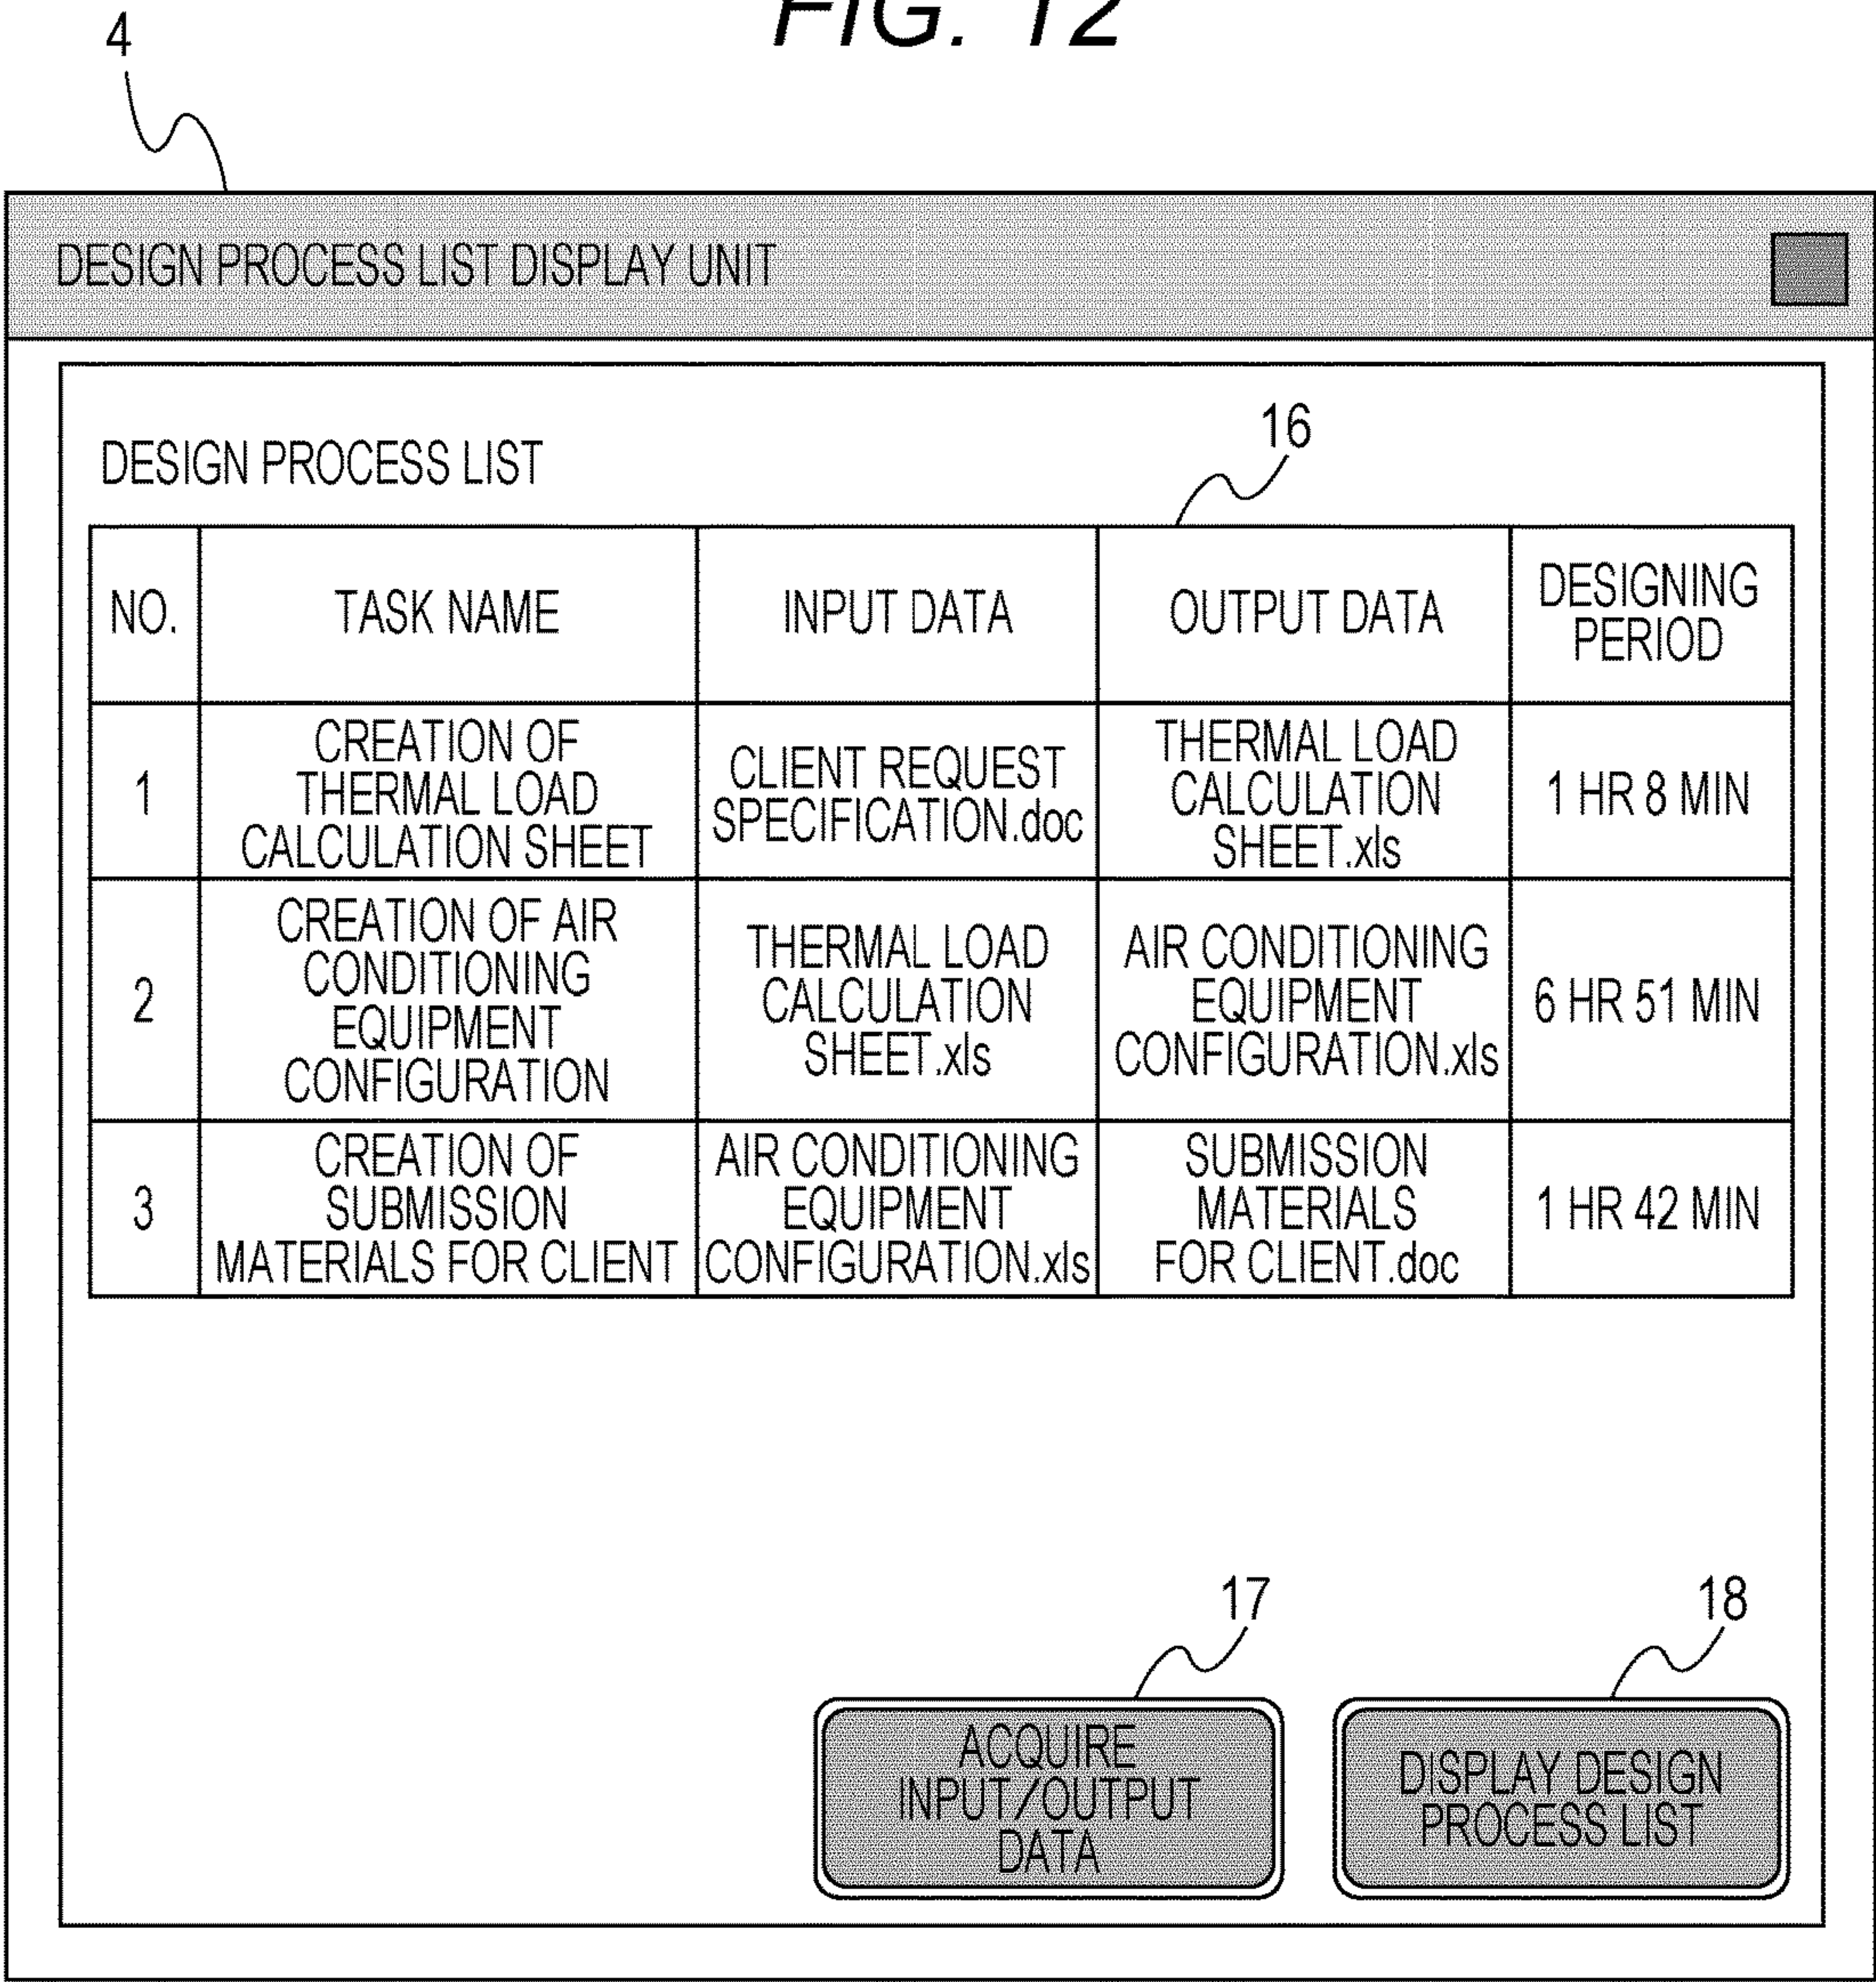 FIG. 12
4
DESIGN PROCESS LIST DISPLAY UNIT
16
DESIGN PROCESS LIST
NO.
TASK NAME
INPUT DATA
OUTPUT DATA
DESIGNING
PERIOD
1
CREATION OF
THERMAL LOAD
CALCULATION SHEET
CLIENT REQUEST
SPECIFICATION.doc
THERMAL LOAD
CALCULATION
SHEET.xls
1 HR 8 MIN
2
CREATION OF AIR
CONDITIONING
EQUIPMENT
CONFIGURATION
THERMAL LOAD
CALCULATION
SHEET.xls
AIR CONDITIONING
EQUIPMENT
CONFIGURATION.xls
6 HR 51 MIN
3
CREATION OF
SUBMISSION
MATERIALS FOR CLIENT
AIR CONDITIONING
EQUIPMENT
CONFIGURATION.xls
SUBMISSION
MATERIALS
FOR CLIENT.doc
1 HR 42 MIN
17
18
ACQUIRE
INPUT/OUTPUT
DATA
DISPLAY DESIGN
PROCESS LIST